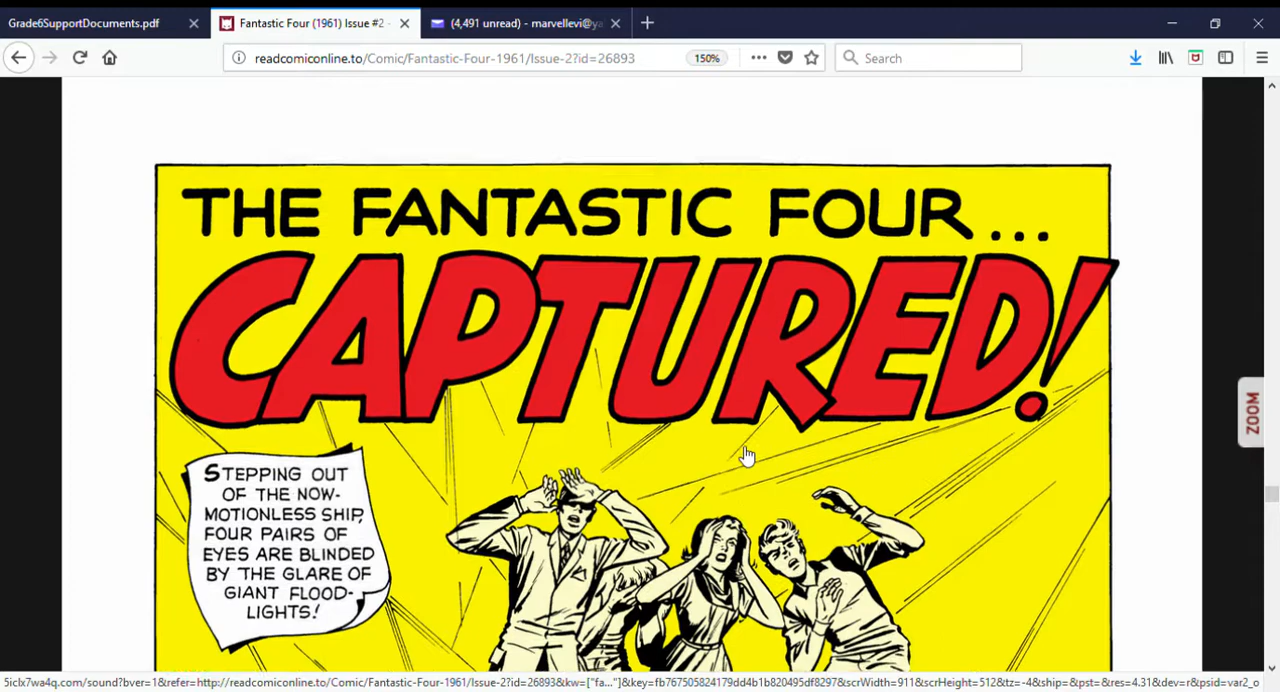 Grade6SupportDocuments.pdf
Fantastic Four (1961) Issue #2 -
(4,491 unread) - marvellevi@ya
readcomiconline.to/Comic/Fantastic-Four-1961/Issue-2?id=26893
150%
Search
THE FANTASTIC FOUR...
CAPTURED!
ZOOM
STEPPING OUT
OF THE NOW-
MOTIONLESS SHIP,
FOUR PAIRS OF
EYES ARE BLINDED
BY THE GLARE OF
GIANT FLOOD-
LIGHTS!
5iclx7wa4q.com/sound?bver=1&refer=http://readcomiconline.to/Comic/Fantastic-Four-1961/Issue-2?id=26893&kw=["fa..."]&key=fb767505824179dd4b1b820495df8297&scrWidth=911&scrHeight=512&tz=-4&ship=&pst=&res=4.31&dev=r&psid=var2_o